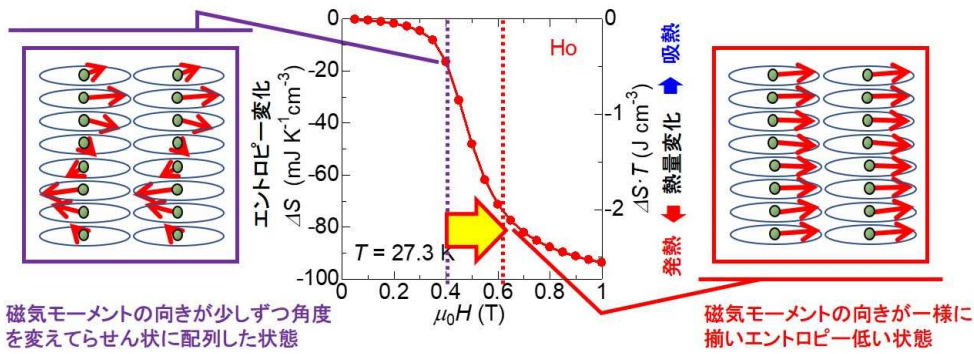 エントロピー変化
ΔS (mJ K⁻¹cm⁻³)
0
-20
-40
-60
-80
-100
Ho
T = 27.3 K
0
0.2
0.4
0.6
0.8
1
μ₀H (T)
0
-1
-2
ΔS·T (J cm⁻³)
発熱 熱量変化 吸熱
磁気モーメントの向きが少しずつ角度
を変えてらせん状に配列した状態
磁気モーメントの向きが一様に
揃いエントロピー低い状態